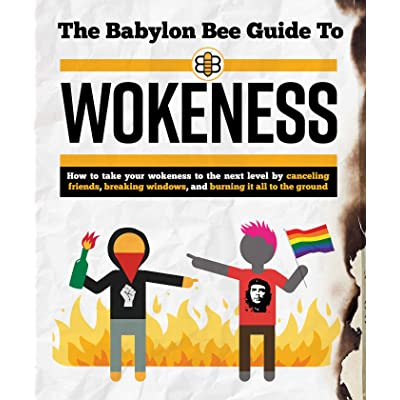 The Babylon Bee Guide To
WOKENESS
How to take your wokeness to the next level by canceling
friends, breaking windows, and burning it all to the ground